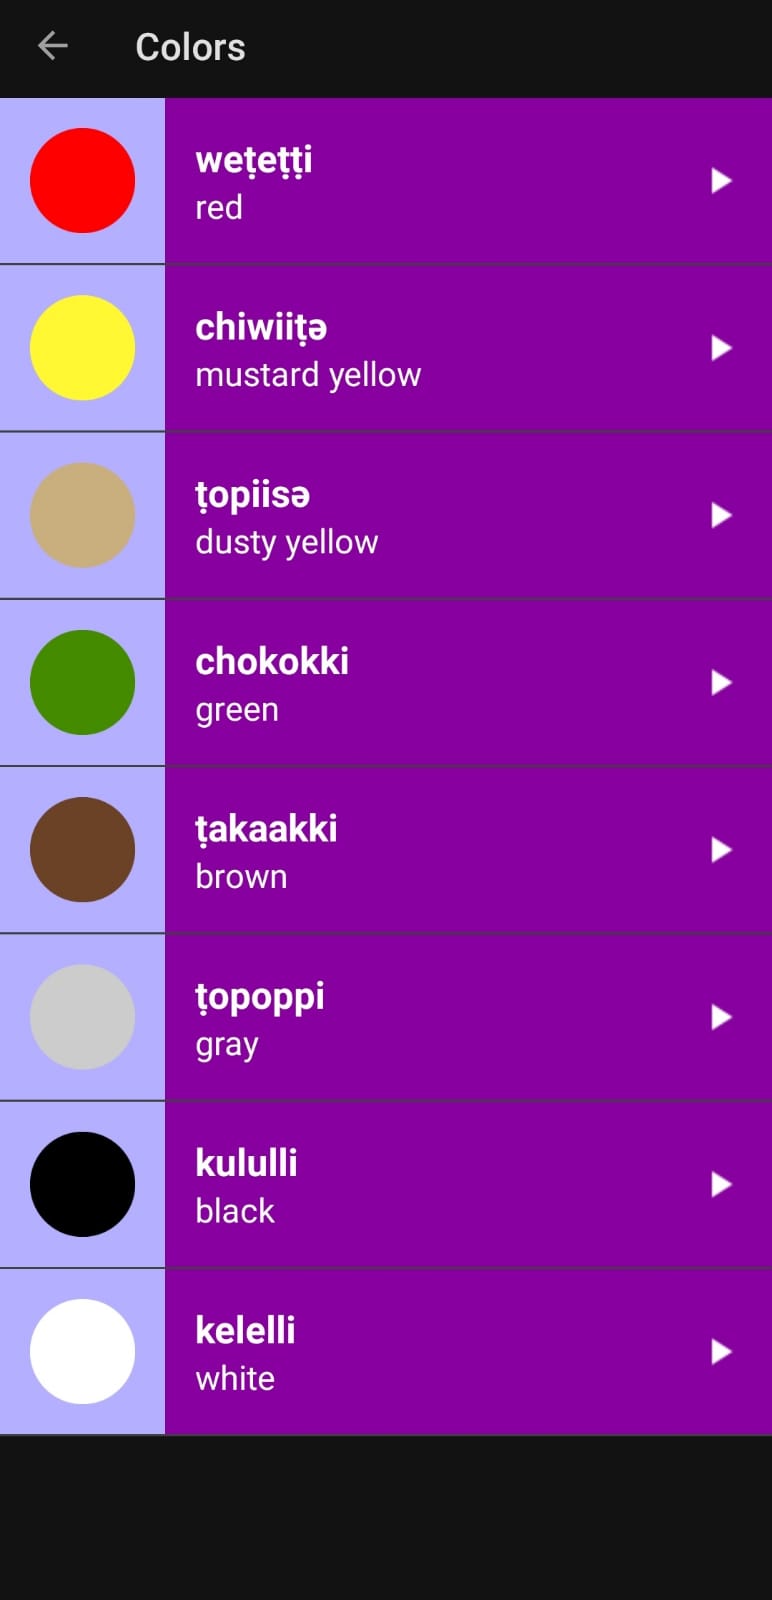 Colors
weṭeṭṭi
red
chiwiiṭə
mustard yellow
ṭopiisə
dusty yellow
chokokki
green
ṭakaakki
brown
ṭopoppi
gray
kululli
black
kelelli
white